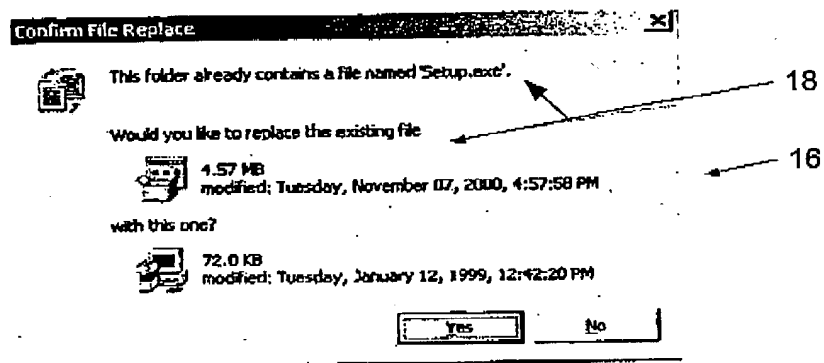 Confirm File Replace
This folder already contains a file named 'Setup.exe'.
18
Would you like to replace the existing file
16
4.57 MB
modified: Tuesday, November 07, 2000, 4:57:58 PM
with this one?
72.0 KB
modified: Tuesday, January 12, 1999, 12:42:20 PM
Yes
No